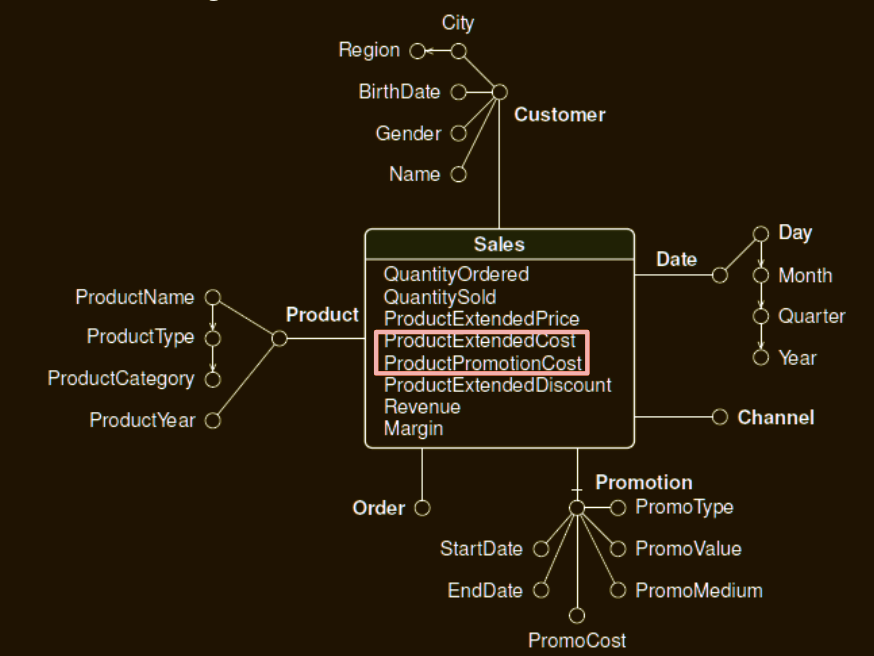 City
Region
BirthDate
Customer
Gender
Name
Sales
Day
Date
QuantityOrdered
Month
QuantitySold
ProductName
Product
ProductExtendedPrice
Quarter
ProductType
ProductExtendedCost
Year
ProductPromotionCost
ProductCategory
ProductExtendedDiscount
Revenue
Channel
ProductYear
Margin
Promotion
Order
PromoType
StartDate
PromoValue
EndDate
PromoMedium
PromoCost